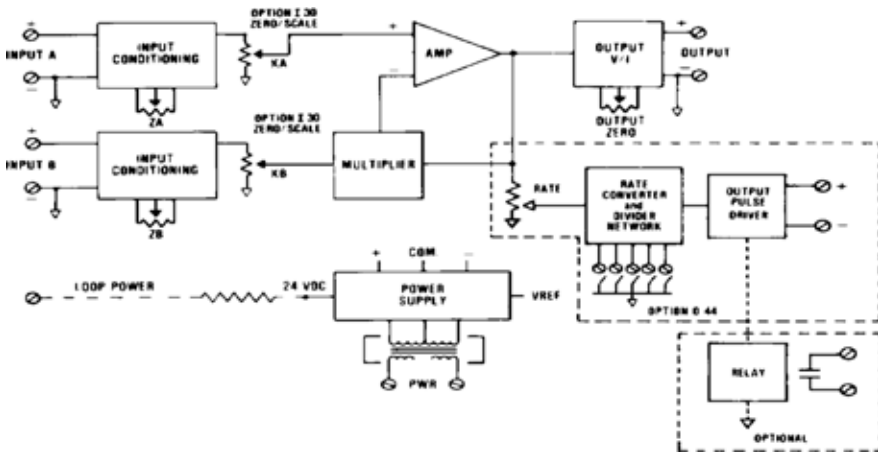 +
INPUT A
−
INPUT
CONDITIONING
ZA
OPTION I 30
ZERO/SCALE
KA
+
−
AMP
OUTPUT
V/I
OUTPUT
ZERO
+
OUTPUT
−
+
INPUT B
−
INPUT
CONDITIONING
ZB
OPTION I 30
ZERO/SCALE
KB
MULTIPLIER
RATE
RATE
CONVERTER
and
DIVIDER
NETWORK
OUTPUT
PULSE
DRIVER
+
−
OPTION O 44
LOOP POWER
24 VDC
+
COM
−
POWER
SUPPLY
VREF
PWR
RELAY
OPTIONAL